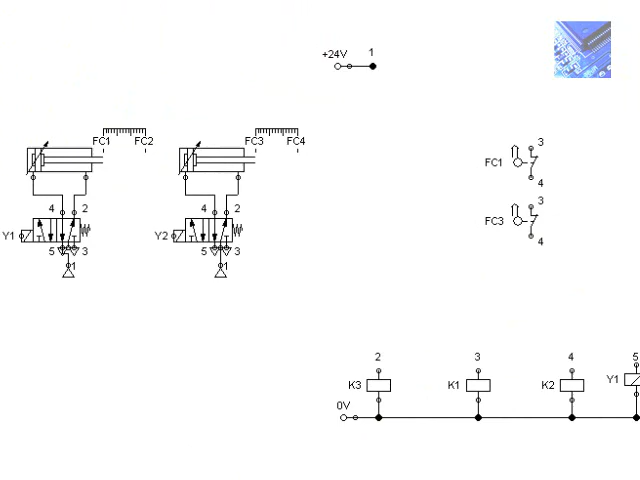 +24V 1
FC1 FC2 FC3 FC4
3
FC1
4
3
FC3
4
4 2 4 2
Y1 Y2
5 3 5 3
1 1
2 3 4 5
K3 K1 K2 Y1
0V